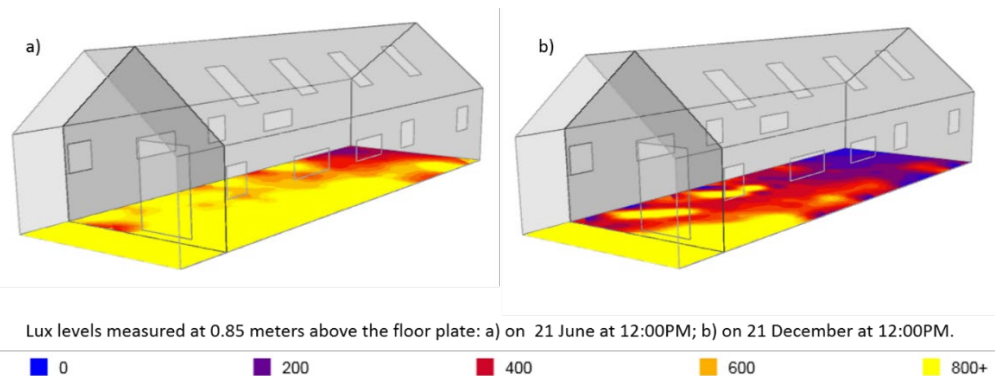 a)
b)
Lux levels measured at 0.85 meters above the floor plate: a) on  21 June at 12:00PM; b) on 21 December at 12:00PM.
0 200 400 600 800+